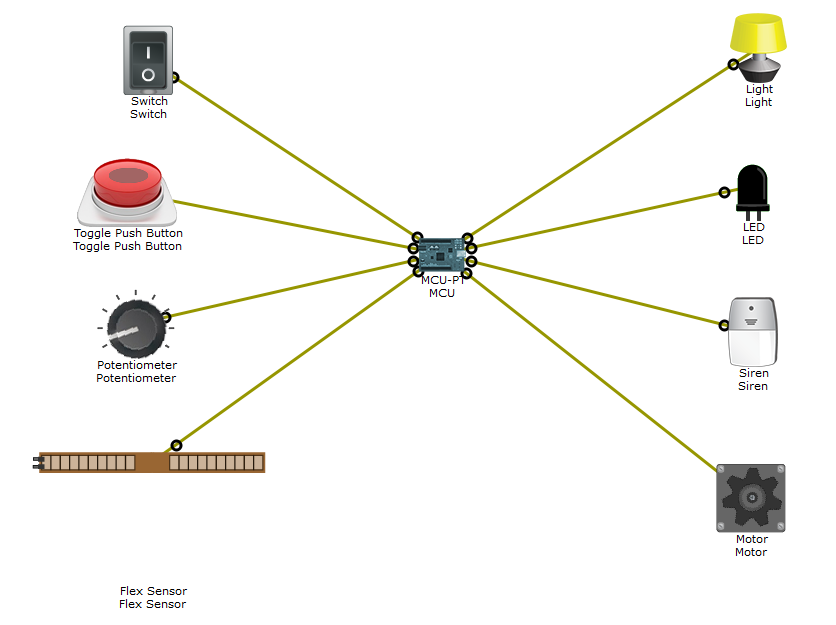 Switch
Switch
Light
Light
Toggle Push Button
Toggle Push Button
LED
LED
MCU-PT
MCU
Potentiometer
Potentiometer
Siren
Siren
Motor
Motor
Flex Sensor
Flex Sensor